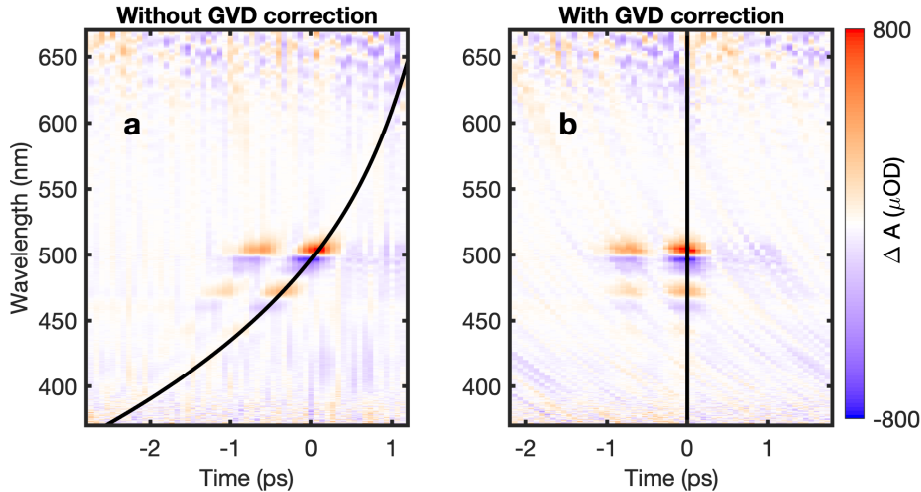 Without GVD correction
With GVD correction
a
b
650
600
550
500
450
400
650
600
550
500
450
400
Wavelength (nm)
-2
-1
0
1
-2
-1
0
1
Time (ps)
Time (ps)
800
-800
Δ A (μOD)